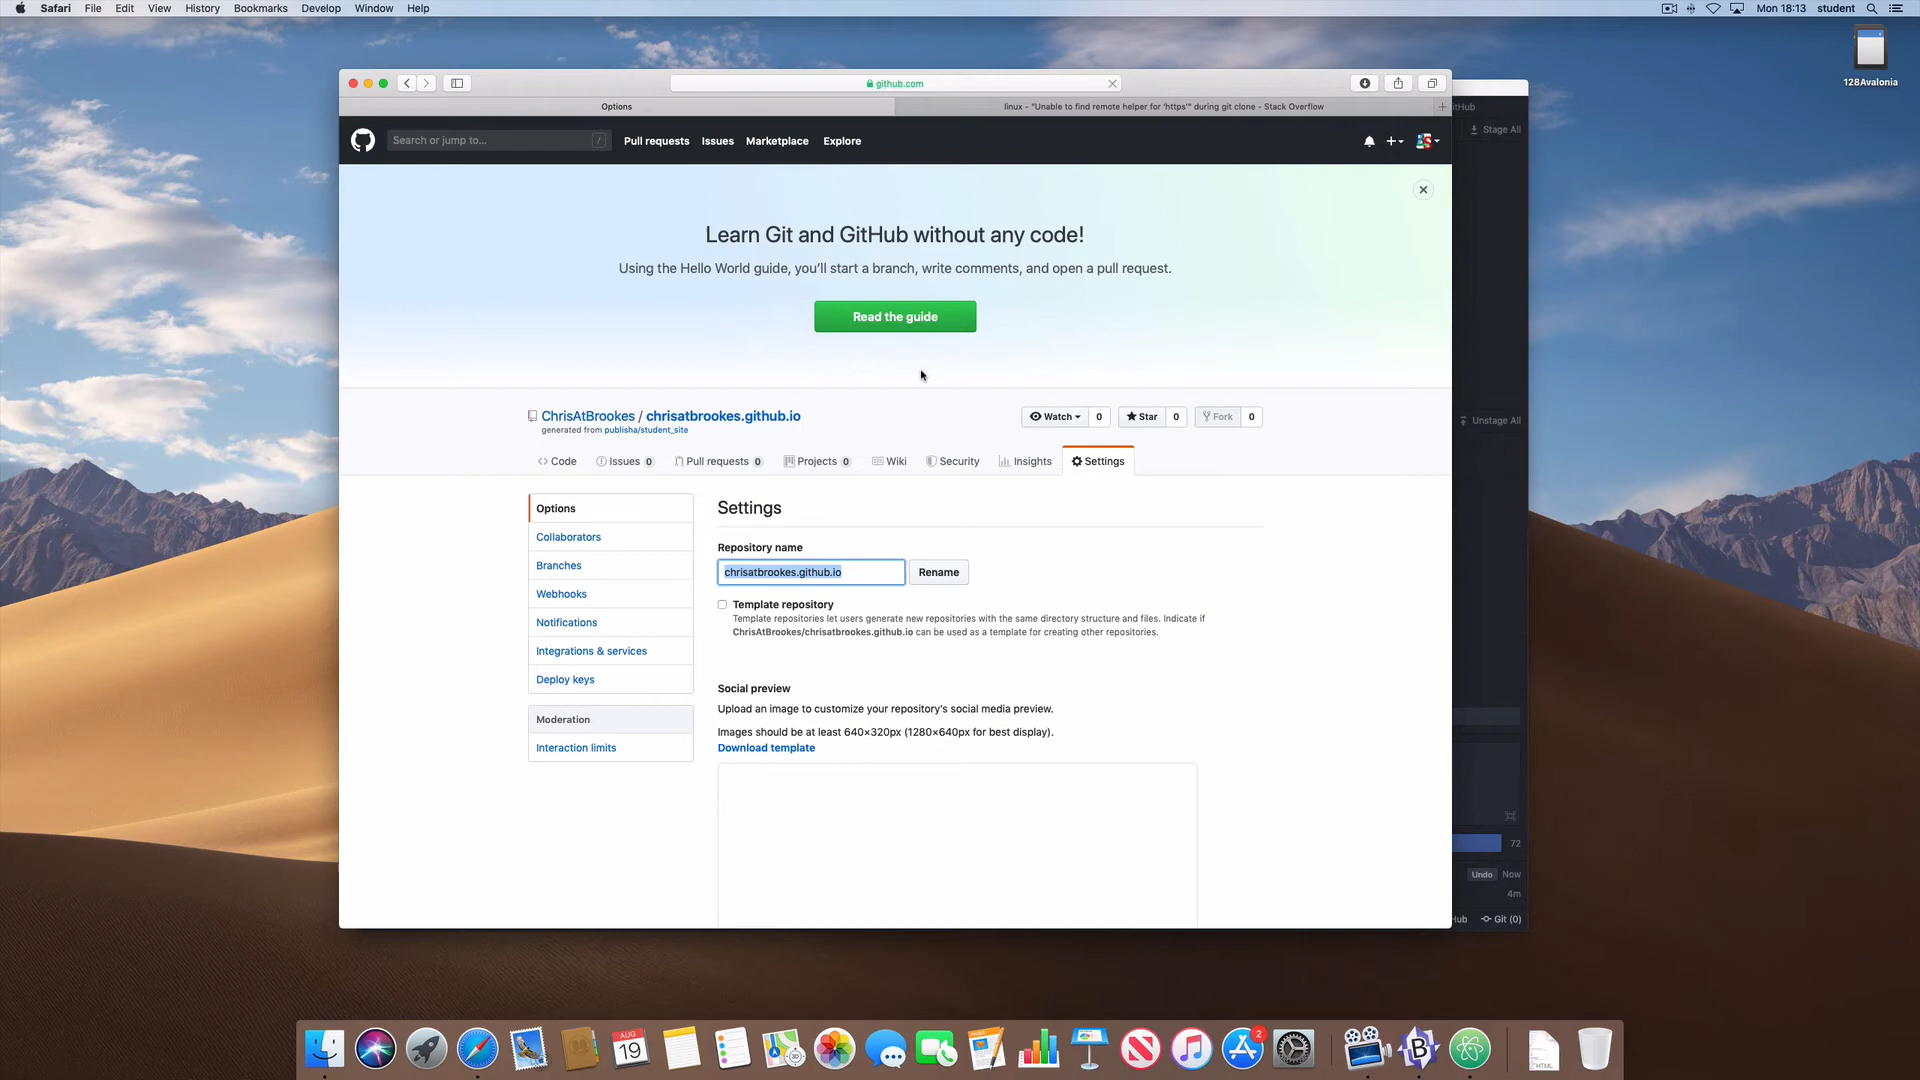 Safari File Edit View History Bookmarks Develop Window Help
Mon 18:13 student
128Avalonia
github.com
Options
linux - "Unable to find remote helper for 'https'" during git clone - Stack Overflow
Search or jump to... /
Pull requests Issues Marketplace Explore
Stage All
Learn Git and GitHub without any code!
Using the Hello World guide, you'll start a branch, write comments, and open a pull request.
Read the guide
ChrisAtBrookes / chrisatbrookes.github.io
generated from publisha/student_site
Watch 0 Star 0 Fork 0
Unstage All
Code Issues 0 Pull requests 0 Projects 0 Wiki Security Insights Settings
Options
Collaborators
Branches
Webhooks
Notifications
Integrations & services
Deploy keys
Moderation
Interaction limits
Settings
Repository name
chrisatbrookes.github.io Rename
Template repository
Template repositories let users generate new repositories with the same directory structure and files. Indicate if
ChrisAtBrookes/chrisatbrookes.github.io can be used as a template for creating other repositories.
Social preview
Upload an image to customize your repository's social media preview.
Images should be at least 640×320px (1280×640px for best display).
Download template
72
Undo Now
4m
Git (0)
AUG
19
3D
2
HTML